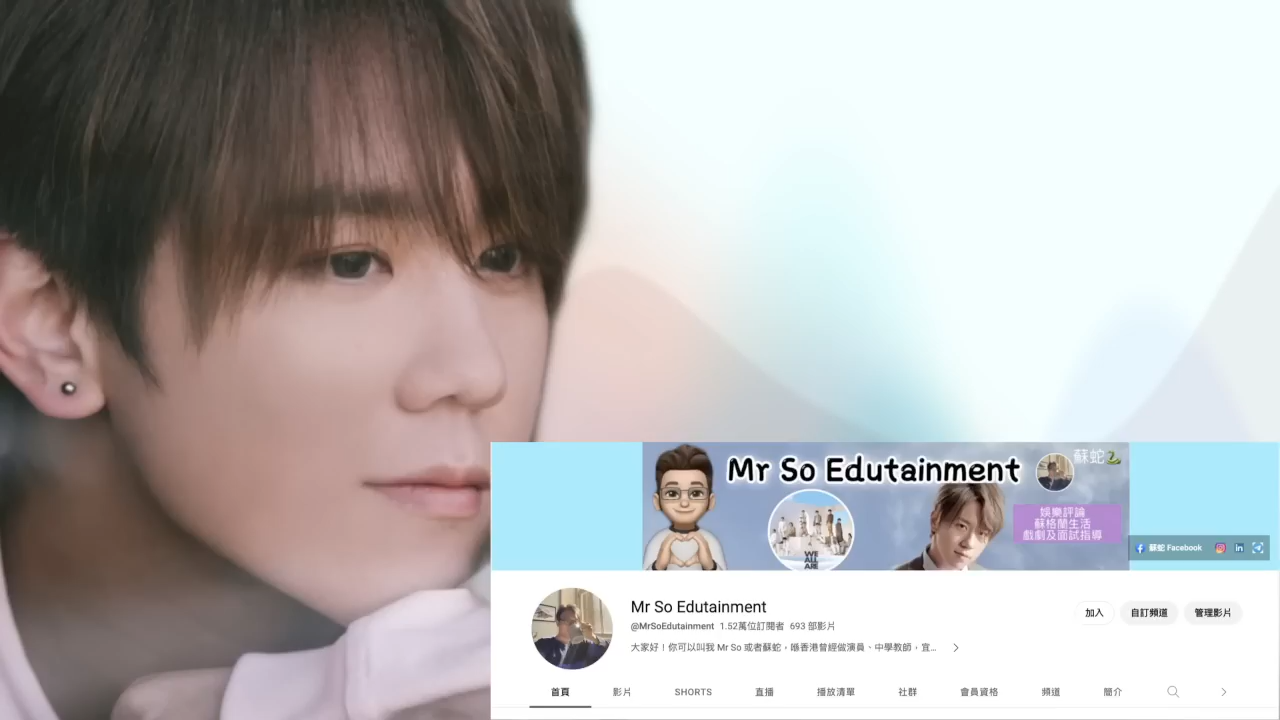 Mr So Edutainment
蘇蛇
娛樂評論
蘇格蘭生活
戲劇及面試指導
WE
ALL
ARE
蘇蛇 Facebook
Mr So Edutainment
@MrSoEdutainment 1.52萬位訂閱者 693 部影片
大家好！你可以叫我 Mr So 或者蘇蛇，喺香港曾經做演員、中學教師，宜...
加入 自訂頻道 管理影片
首頁 影片 SHORTS 直播 播放清單 社群 會員資格 頻道 簡介